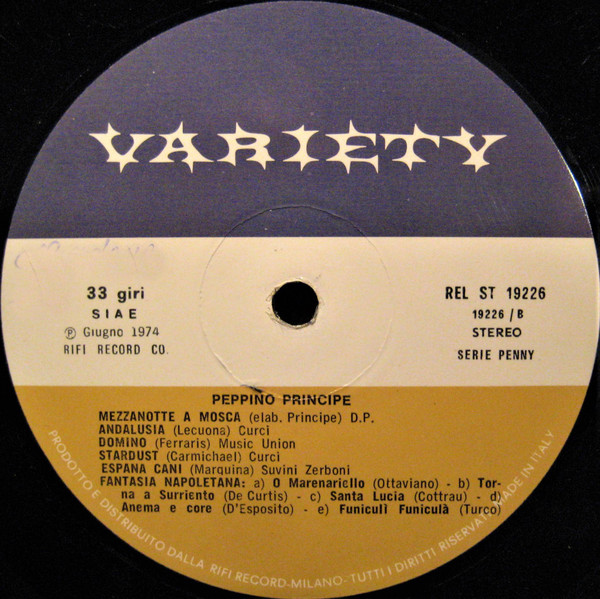 VARIETY
33 giri
SIAE
℗ Giugno 1974
RIFI RECORD CO.
REL ST 19226
19226/B
STEREO
SERIE PENNY
PEPPINO PRINCIPE
MEZZANOTTE A MOSCA (elab. Principe) D.P.
ANDALUSIA (Lecuona) Curci
DOMINO (Ferraris) Music Union
STARDUST (Carmichael) Curci
ESPANA CANI (Marquina) Suvini Zerboni
FANTASIA NAPOLETANA: a) O Marenariello (Ottaviano) - b) Tor-
na a Surriento (De Curtis) - c) Santa Lucia (Cottrau) - d)
Anema e core (D'Esposito) - e) Funiculì Funiculà (Turco)
PRODOTTO E DISTRIBUITO DALLA RIFI RECORD-MILANO-TUTTI I DIRITTI RISERVATI-MADE IN ITALY